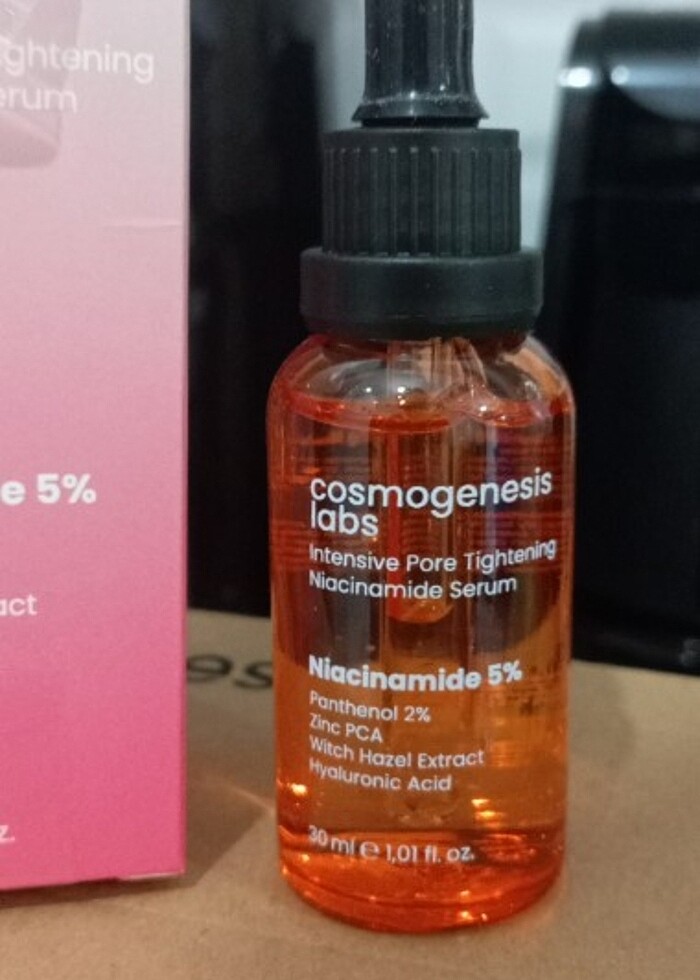 ghtening
erum
e 5%
act
z.
cosmogenesis
labs
Intensive Pore Tightening
Niacinamide Serum
Niacinamide 5%
Panthenol 2%
Zinc PCA
Witch Hazel Extract
Hyaluronic Acid
30 ml e 1,01 fl. oz.